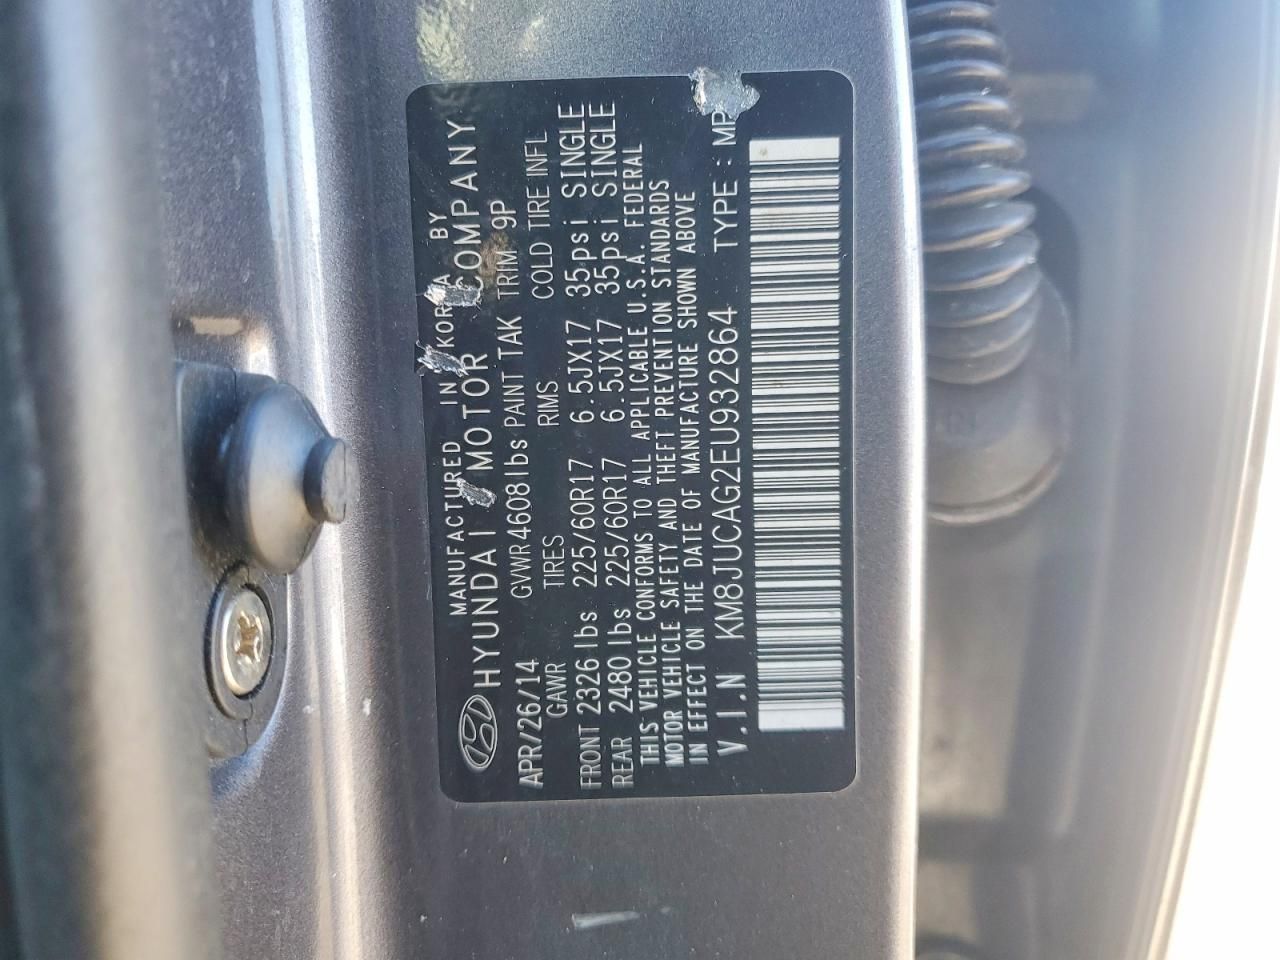 MANUFACTURED IN KOREA BY
HYUNDAI MOTOR COMPANY
APR/26/14 GVWR 4608 lbs PAINT TAK TRIM 9P
GAWR TIRES RIMS COLD TIRE INFL
FRONT 2326 lbs 225/60R17 6.5JX17 35psi SINGLE
REAR 2480 lbs 225/60R17 6.5JX17 35psi SINGLE
THIS VEHICLE CONFORMS TO ALL APPLICABLE U.S.A. FEDERAL
MOTOR VEHICLE SAFETY AND THEFT PREVENTION STANDARDS
IN EFFECT ON THE DATE OF MANUFACTURE SHOWN ABOVE
V.I.N KM8JUCAG2EU932864 TYPE : MP